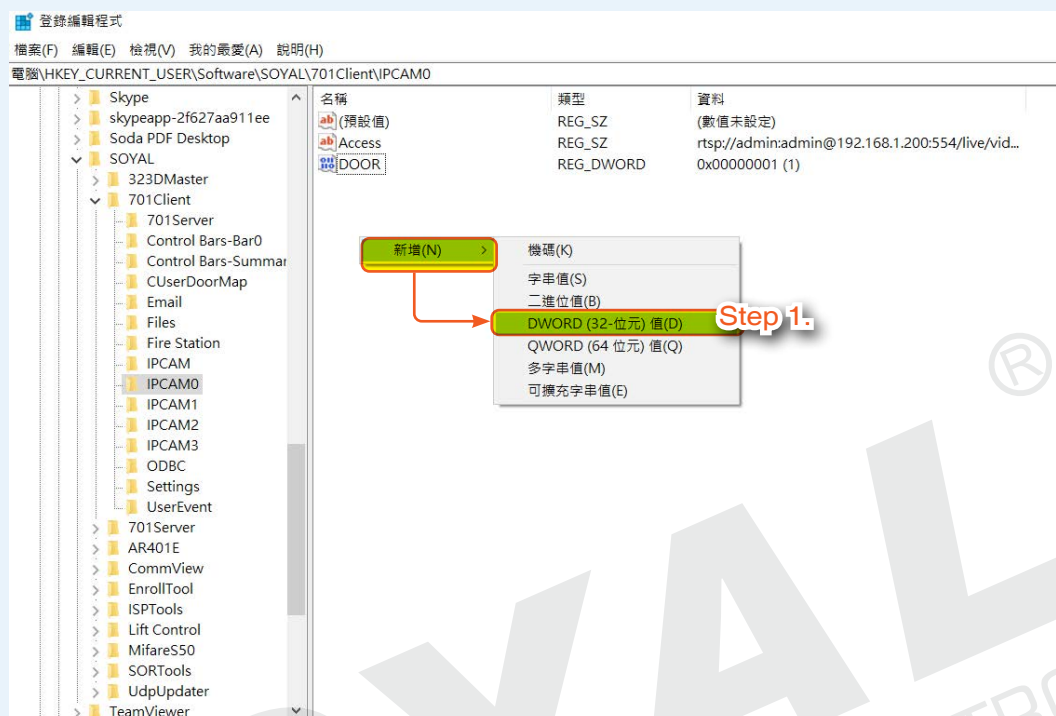 登錄編輯程式
檔案(F) 編輯(E) 檢視(V) 我的最愛(A) 說明(H)
電腦\HKEY_CURRENT_USER\Software\SOYAL\701Client\IPCAM0
Skype
skypeapp-2f627aa911ee
Soda PDF Desktop
SOYAL
323DMaster
701Client
701Server
Control Bars-Bar0
Control Bars-Summar
CUserDoorMap
Email
Files
Fire Station
IPCAM
IPCAM0
IPCAM1
IPCAM2
IPCAM3
ODBC
Settings
UserEvent
701Server
AR401E
CommView
EnrollTool
ISPTools
Lift Control
MifareS50
SORTools
UdpUpdater
TeamViewer
名稱 類型 資料
(預設值) REG_SZ (數值未設定)
Access REG_SZ rtsp://admin:admin@192.168.1.200:554/live/vid...
DOOR REG_DWORD 0x00000001 (1)
新增(N)
機碼(K)
字串值(S)
二進位值(B)
DWORD (32-位元) 值(D)
Step 1.
QWORD (64 位元) 值(Q)
多字串值(M)
可擴充字串值(E)
®